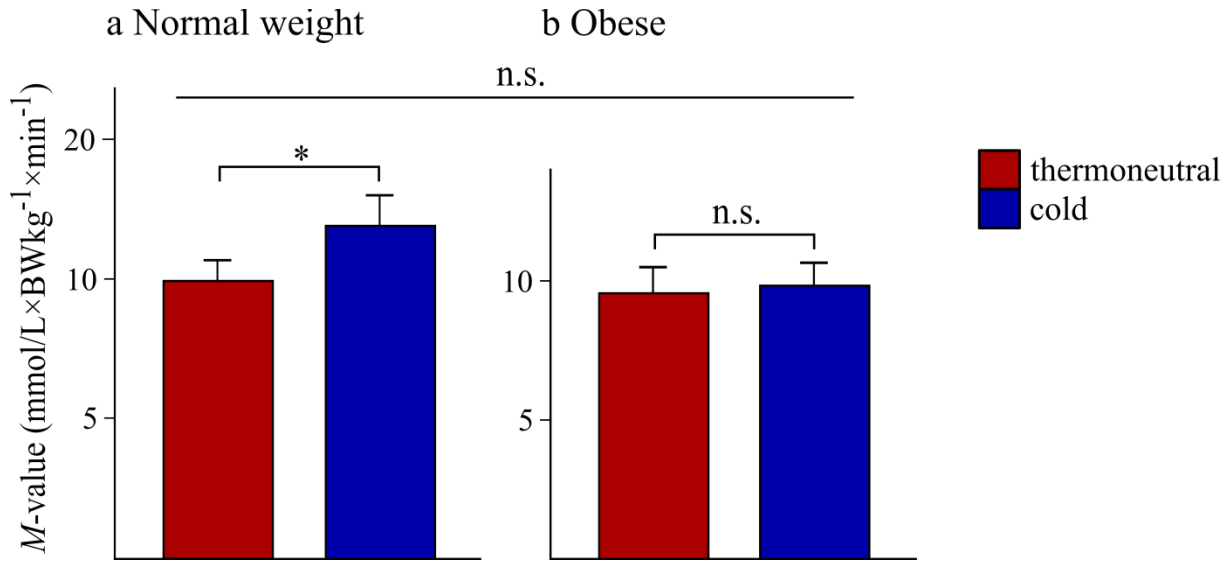 a Normal weight
b Obese
n.s.
M-value (mmol/L×BWkg⁻¹×min⁻¹)
20
10
5
*
10
5
n.s.
thermoneutral
cold